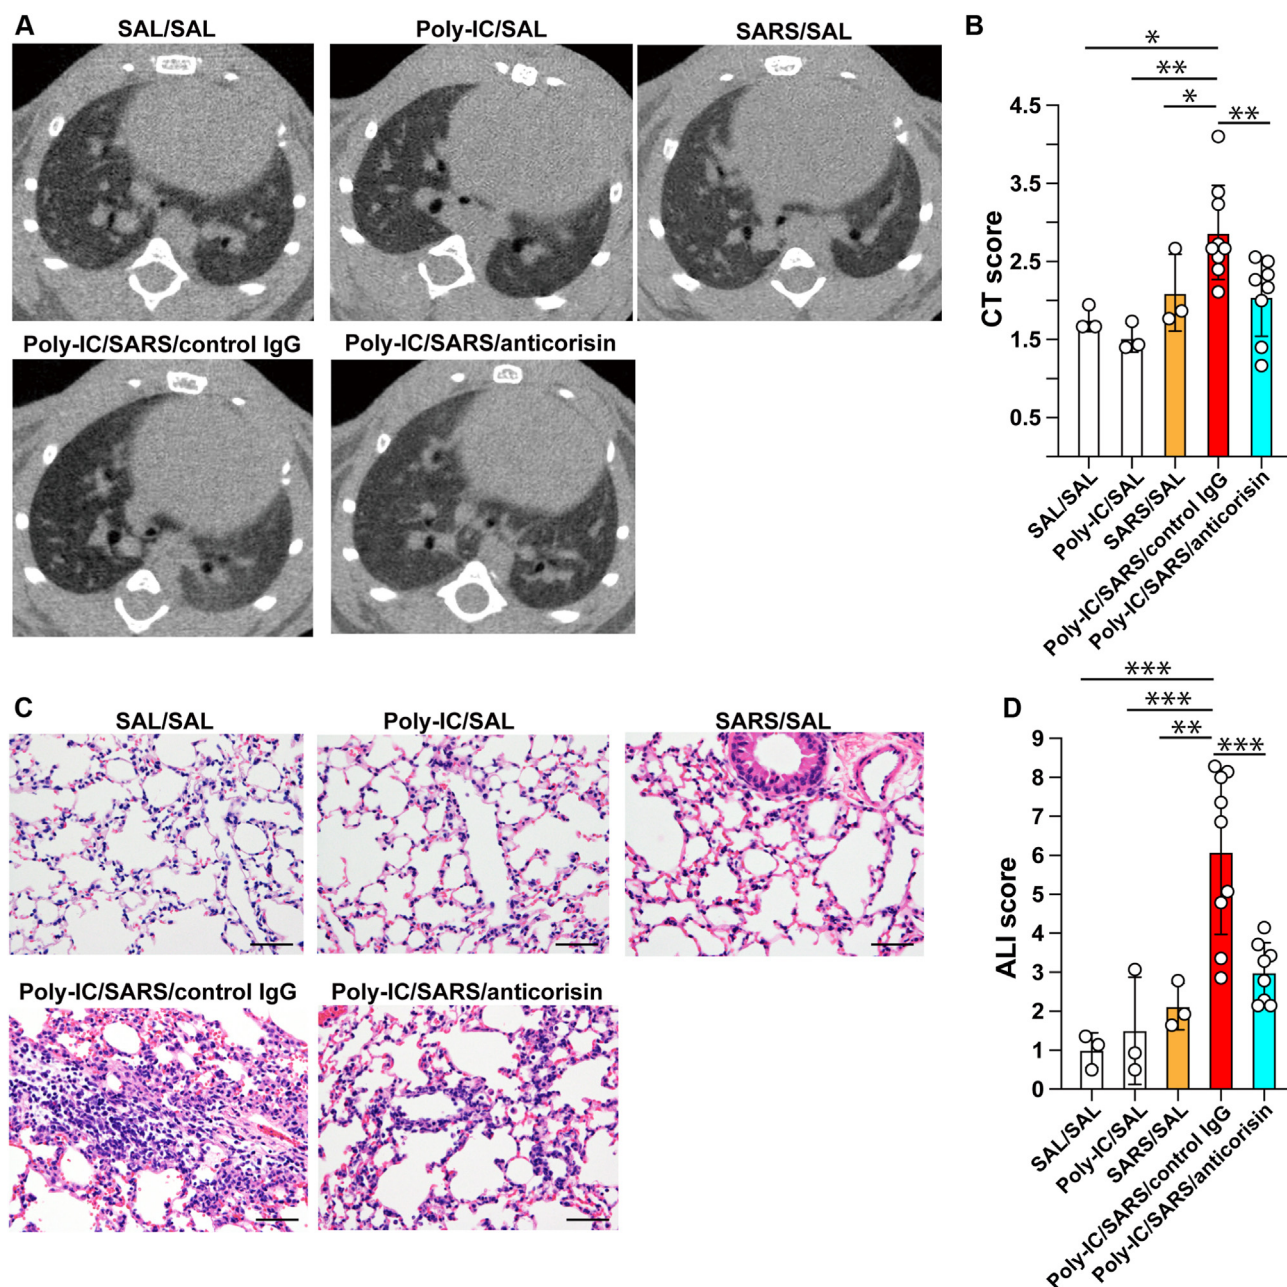 A
SAL/SAL
Poly-IC/SAL
SARS/SAL
Poly-IC/SARS/control IgG
Poly-IC/SARS/anticorisin
B
*
**
*
**
4.5
3.5
2.5
1.5
0.5
CT score
SAL/SAL
Poly-IC/SAL
SARS/SAL
Poly-IC/SARS/control IgG
Poly-IC/SARS/anticorisin
C
SAL/SAL
Poly-IC/SAL
SARS/SAL
Poly-IC/SARS/control IgG
Poly-IC/SARS/anticorisin
D
***
***
**
***
9
8
7
6
5
4
3
2
1
0
ALI score
SAL/SAL
Poly-IC/SAL
SARS/SAL
Poly-IC/SARS/control IgG
Poly-IC/SARS/anticorisin